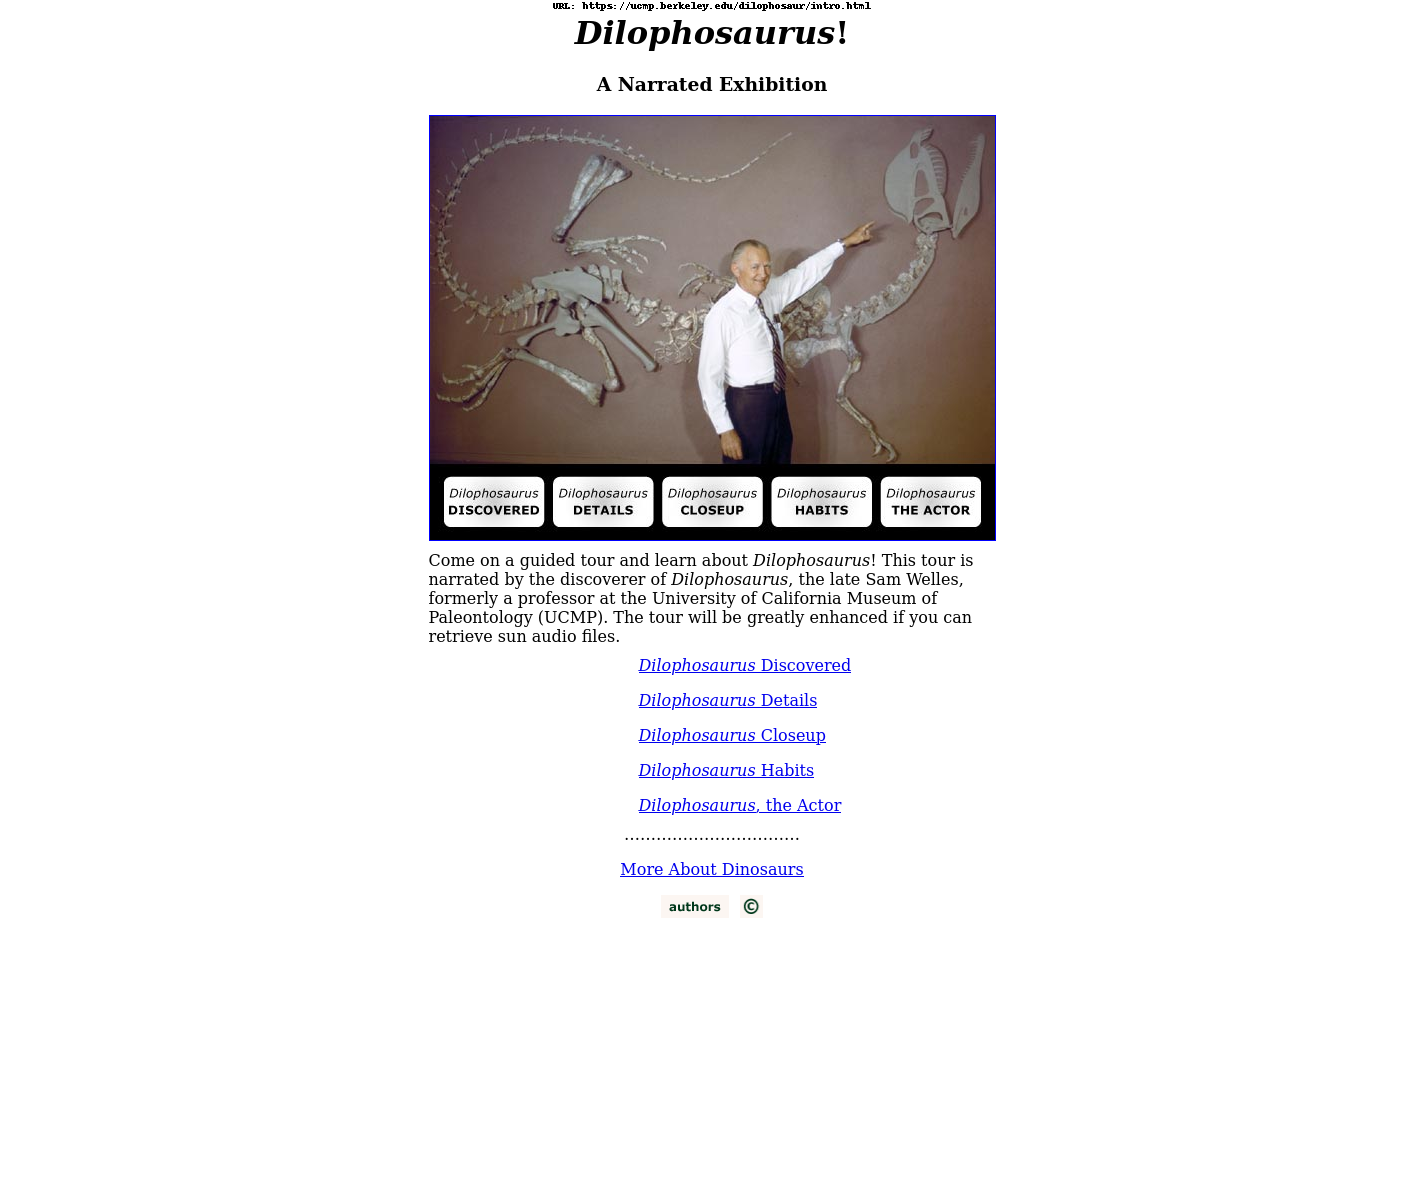 URL: https://ucmp.berkeley.edu/dilophosaur/intro.html
Dilophosaurus!
A Narrated Exhibition
Dilophosaurus DISCOVERED
Dilophosaurus DETAILS
Dilophosaurus CLOSEUP
Dilophosaurus HABITS
Dilophosaurus THE ACTOR
Come on a guided tour and learn about Dilophosaurus! This tour is
narrated by the discoverer of Dilophosaurus, the late Sam Welles,
formerly a professor at the University of California Museum of
Paleontology (UCMP). The tour will be greatly enhanced if you can
retrieve sun audio files.
Dilophosaurus Discovered
Dilophosaurus Details
Dilophosaurus Closeup
Dilophosaurus Habits
Dilophosaurus, the Actor
.................................
More About Dinosaurs
authors ©